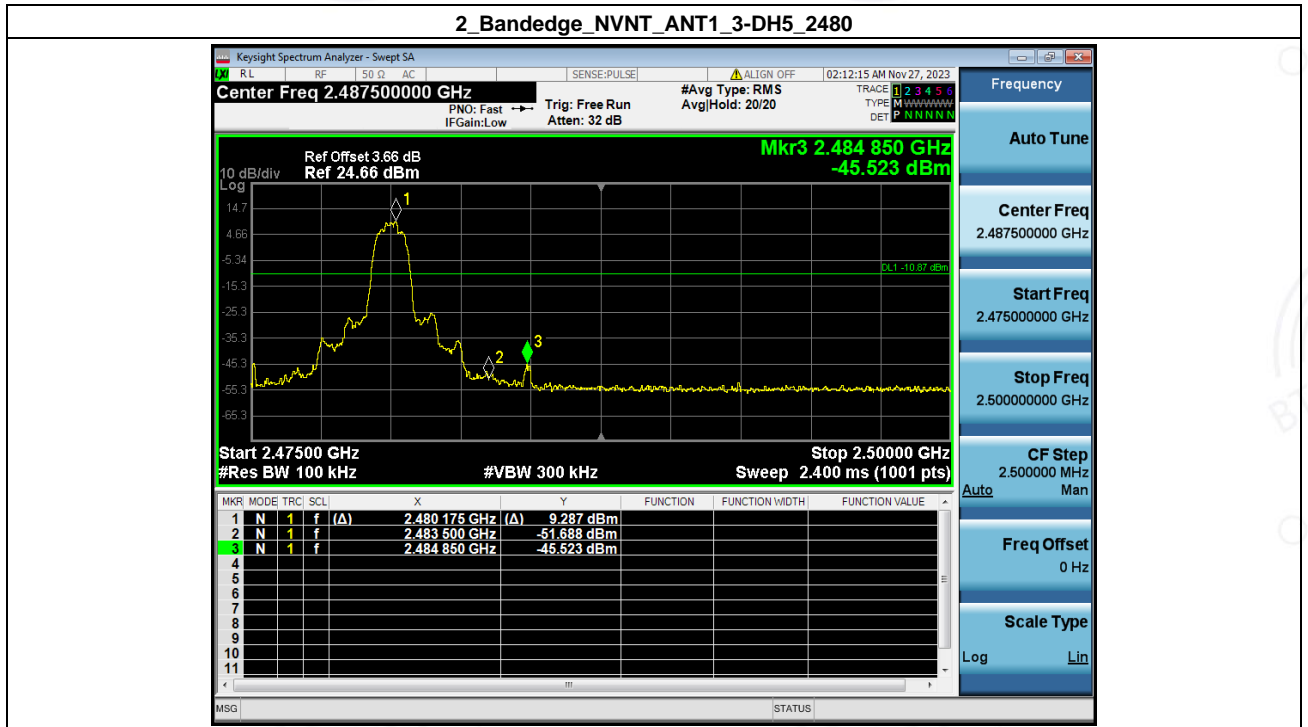 2_Bandedge_NVNT_ANT1_3-DH5_2480
Keysight Spectrum Analyzer - Swept SA
LXI RL RF 50 Ω AC SENSE:PULSE ALIGN OFF 02:12:15 AM Nov 27, 2023
Center Freq 2.487500000 GHz
PNO: Fast
IFGain:Low
Trig: Free Run
Atten: 32 dB
#Avg Type: RMS
Avg|Hold: 20/20
TRACE 1 2 3 4 5 6
TYPE M WWWWW
DET P N N N N N
Ref Offset 3.66 dB
Ref 24.66 dBm
10 dB/div
Log
Mkr3 2.484 850 GHz
-45.523 dBm
14.7
4.66
-5.34
-15.3
-25.3
-35.3
-45.3
-55.3
-65.3
1
2
3
DL1 -10.87 dBm
Start 2.47500 GHz Stop 2.50000 GHz
#Res BW 100 kHz #VBW 300 kHz Sweep 2.400 ms (1001 pts)
MKR MODE TRC SCL X Y FUNCTION FUNCTION WIDTH FUNCTION VALUE
1 N 1 f (Δ) 2.480 175 GHz (Δ) 9.287 dBm
2 N 1 f 2.483 500 GHz -51.688 dBm
3 N 1 f 2.484 850 GHz -45.523 dBm
4
5
6
7
8
9
10
11
MSG STATUS
Frequency
Auto Tune
Center Freq
2.487500000 GHz
Start Freq
2.475000000 GHz
Stop Freq
2.500000000 GHz
CF Step
2.500000 MHz
Auto Man
Freq Offset
0 Hz
Scale Type
Log Lin